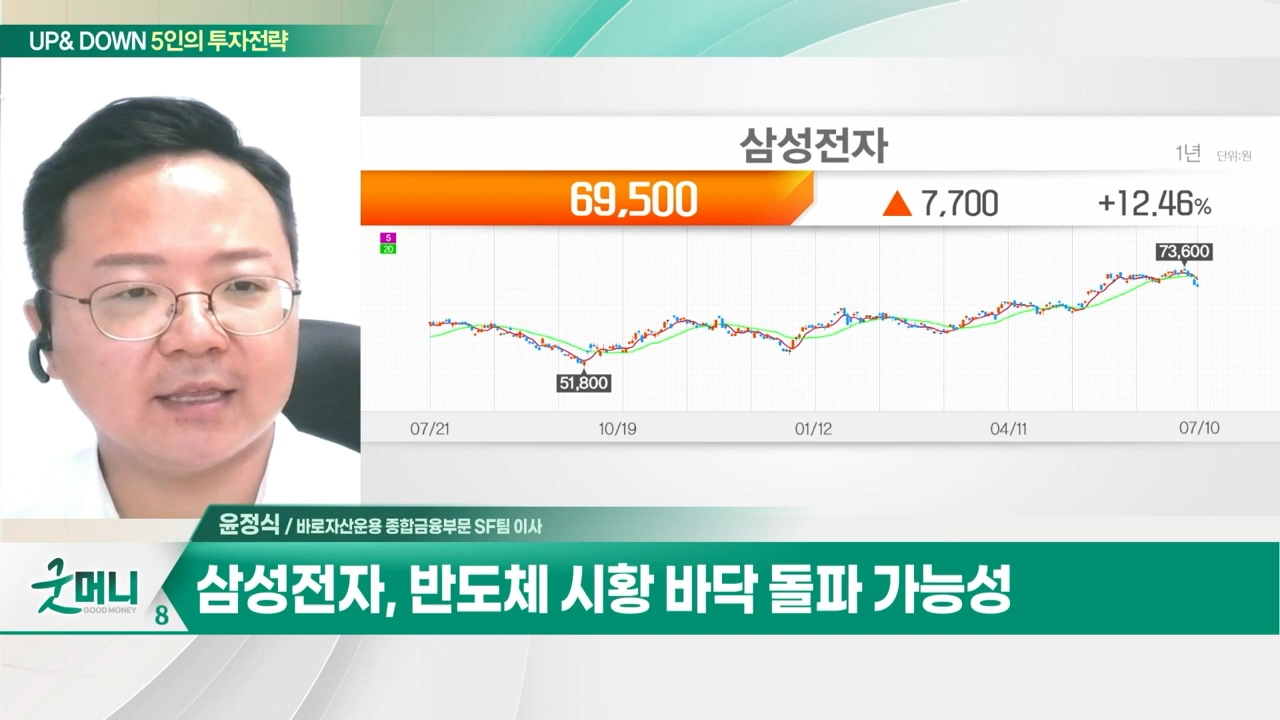 UP& DOWN 5인의 투자전략
삼성전자
1년 단위:원
69,500 ▲ 7,700 +12.46%
5
20
73,600
51,800
07/21 10/19 01/12 04/11 07/10
윤정식 / 바로자산운용 종합금융부문 SF팀 이사
굿머니
GOOD MONEY
8
삼성전자, 반도체 시황 바닥 돌파 가능성